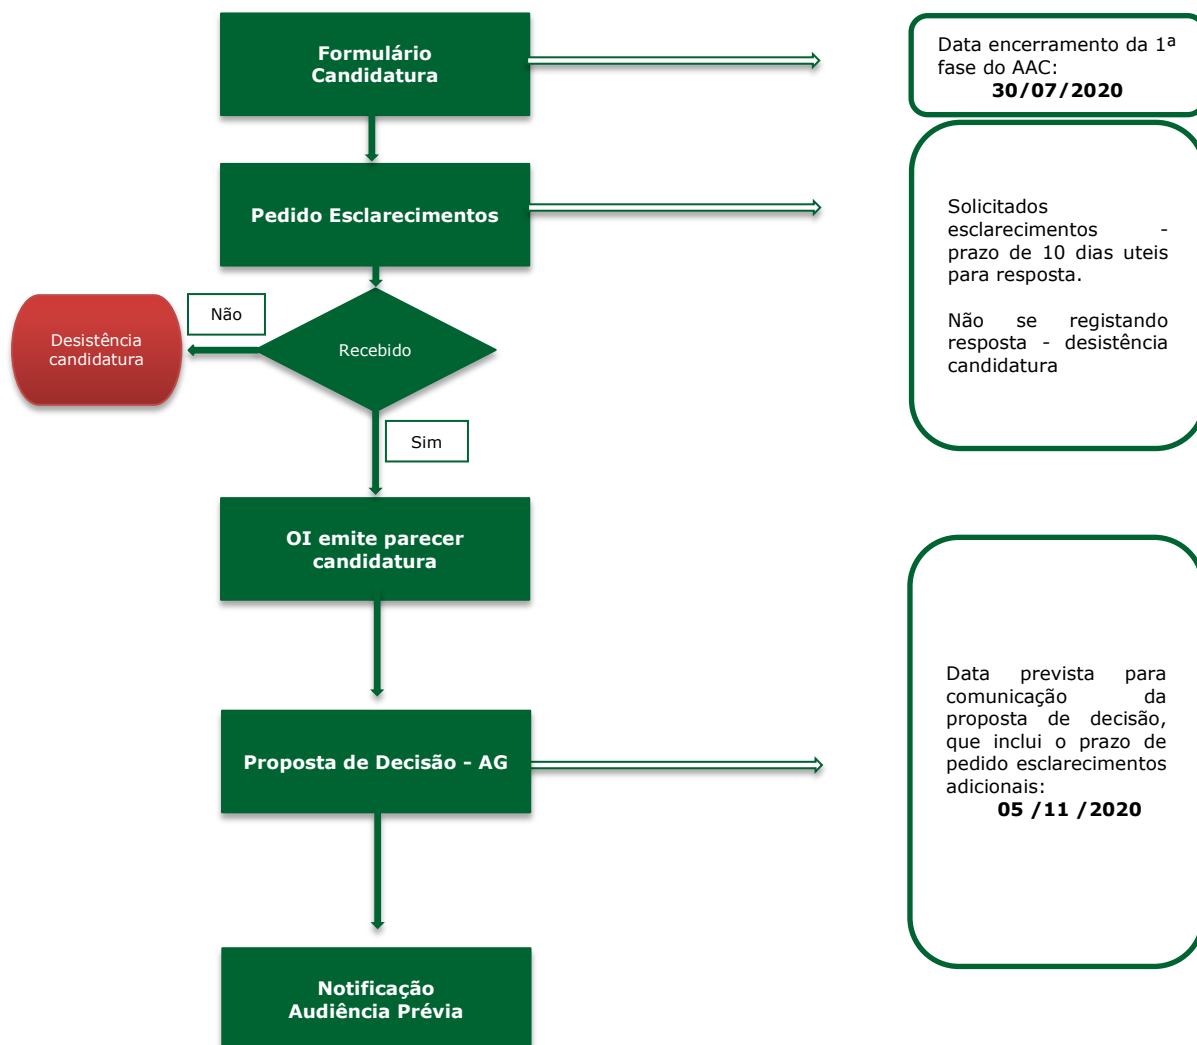 Formulário
Candidatura
Data encerramento da 1ª
fase do AAC:
30/07/2020
Pedido Esclarecimentos
Solicitados
esclarecimentos -
prazo de 10 dias uteis
para resposta.
Não se registando
resposta - desistência
candidatura
Não
Desistência
candidatura
Recebido
Sim
OI emite parecer
candidatura
Proposta de Decisão - AG
Data prevista para
comunicação da
proposta de decisão,
que inclui o prazo de
pedido esclarecimentos
adicionais:
05 /11 /2020
Notificação
Audiência Prévia